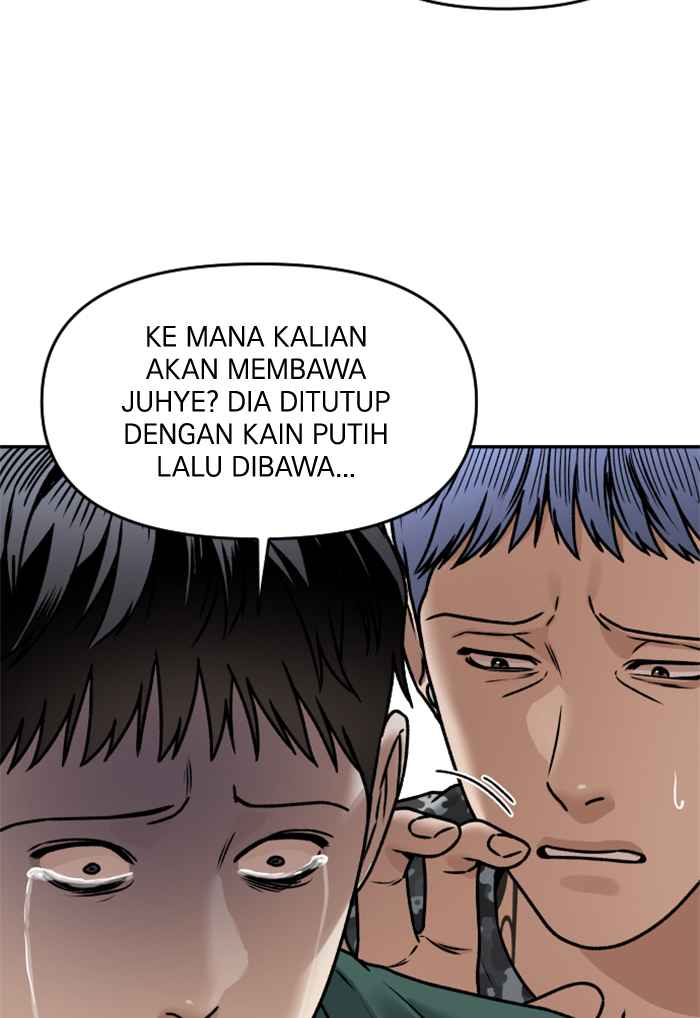 KE MANA KALIAN
AKAN MEMBAWA
JUHYE? DIA DITUTUP
DENGAN KAIN PUTIH
LALU DIBAWA...